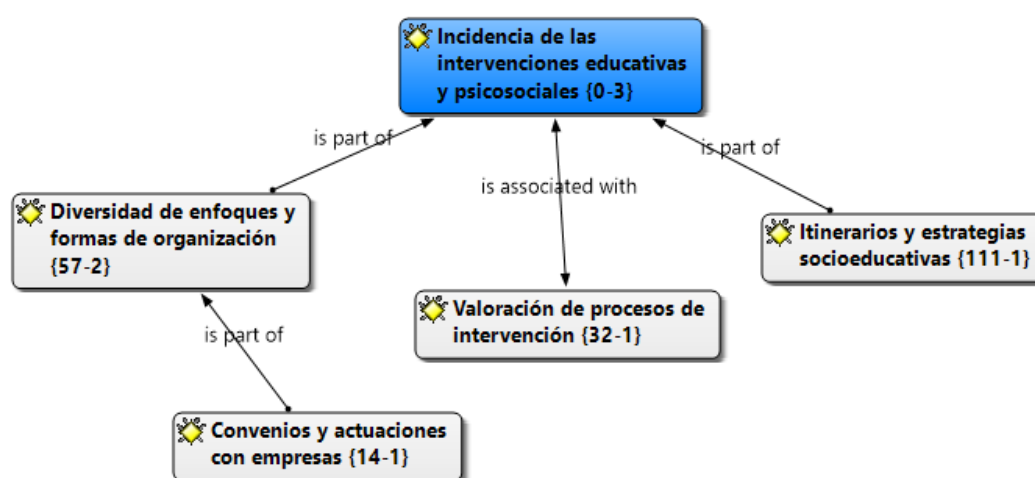 Incidencia de las
intervenciones educativas
y psicosociales {0-3}
is part of
is associated with
is part of
Diversidad de enfoques y
formas de organización
{57-2}
Itinerarios y estrategias
socioeducativas {111-1}
Valoración de procesos de
intervención {32-1}
is part of
Convenios y actuaciones
con empresas {14-1}